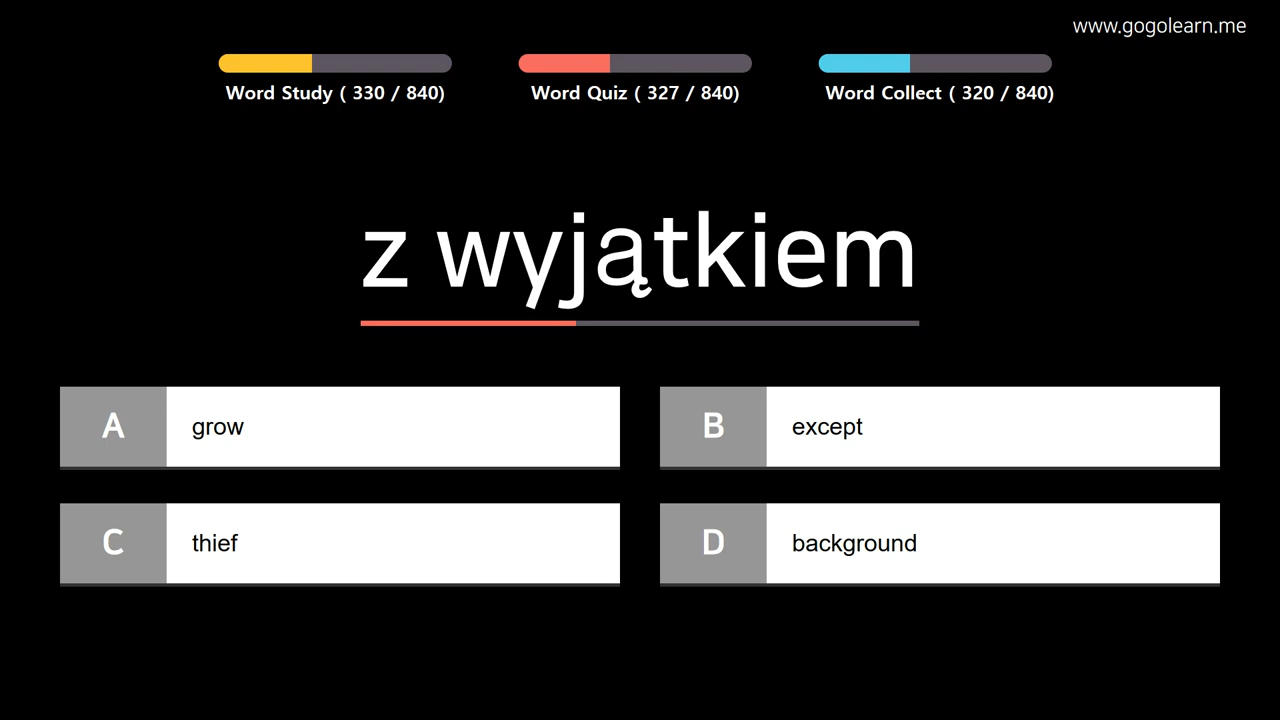 www.gogolearn.me
Word Study ( 330 / 840)
Word Quiz ( 327 / 840)
Word Collect ( 320 / 840)
z wyjątkiem
A grow
B except
C thief
D background